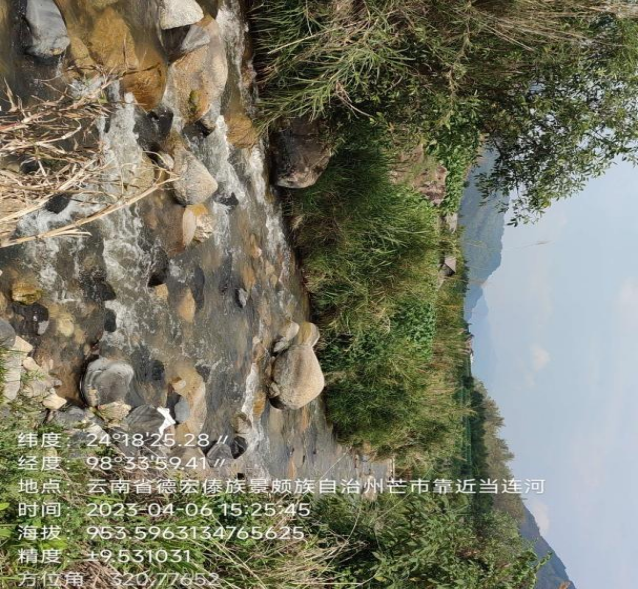 纬度： 24°18'25.28"
经度： 98°33'59.41"
地点： 云南省德宏傣族景颇族自治州芒市靠近当连河
时间： 2023-04-06 15:25:45
海拔： 953.5963134765625
精度： ±9.531031
方位角： 320.77652